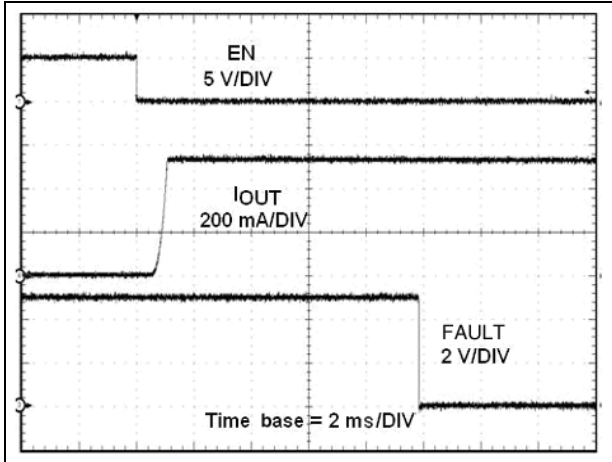 EN
5 V/DIV
IOUT
200 mA/DIV
FAULT
2 V/DIV
Time base = 2 ms/DIV